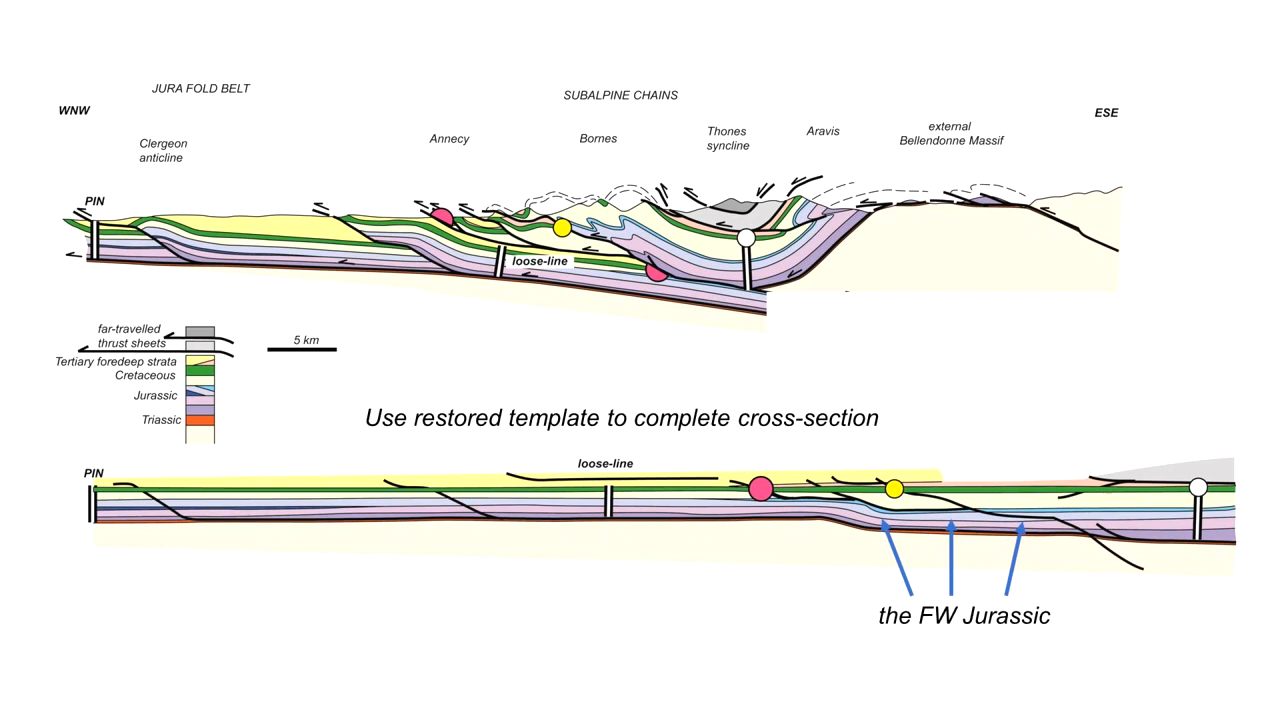 JURA FOLD BELT
SUBALPINE CHAINS
WNW
ESE
Clergeon
anticline
Annecy
Bornes
Thones
syncline
Aravis
external
Bellendonne Massif
PIN
loose-line
far-travelled
thrust sheets
Tertiary foredeep strata
Cretaceous
Jurassic
Triassic
5 km
Use restored template to complete cross-section
PIN
loose-line
the FW Jurassic